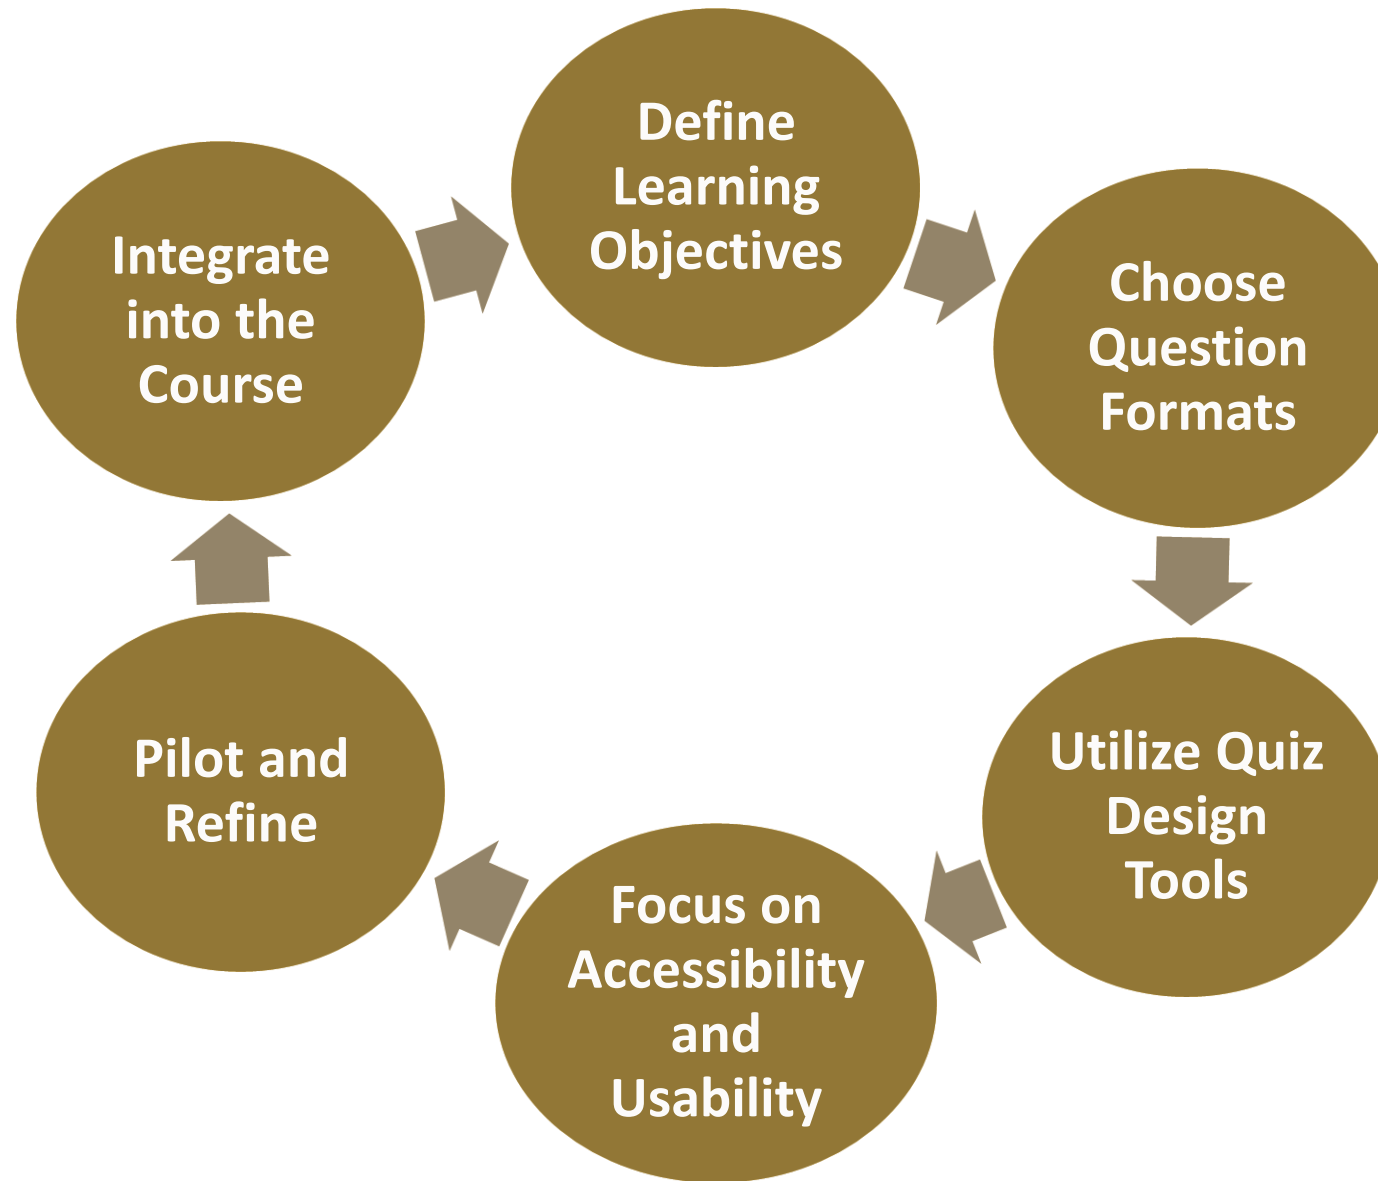 Define
Learning
Objectives
Choose
Question
Formats
Utilize Quiz
Design
Tools
Focus on
Accessibility
and
Usability
Pilot and
Refine
Integrate
into the
Course